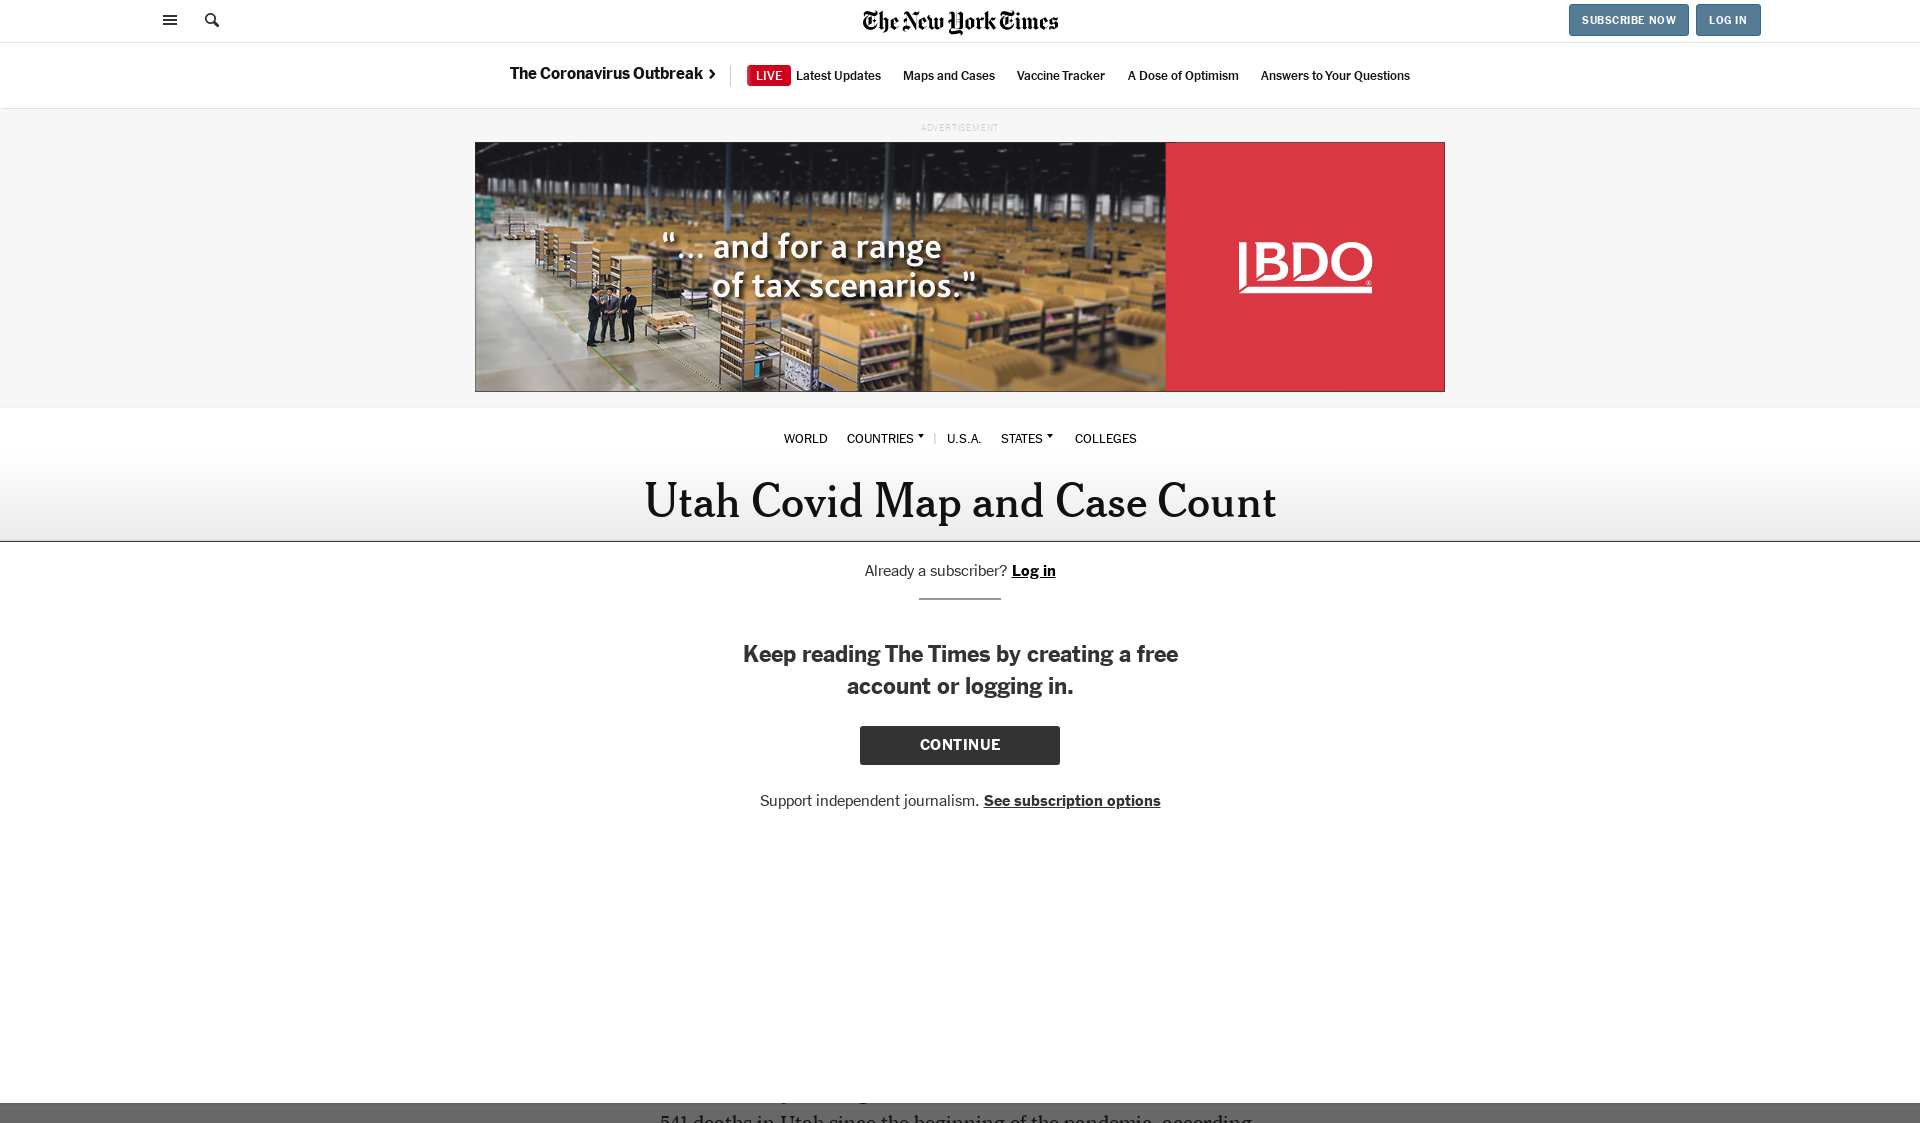 The New York Times
SUBSCRIBE NOW
LOG IN
The Coronavirus Outbreak
LIVE Latest Updates
Maps and Cases
Vaccine Tracker
A Dose of Optimism
Answers to Your Questions
ADVERTISEMENT
“... and for a range
of tax scenarios.”
BDO
®
WORLD COUNTRIES | U.S.A. STATES COLLEGES
Utah Covid Map and Case Count
Already a subscriber? Log in
Keep reading The Times by creating a free
account or logging in.
CONTINUE
Support independent journalism. See subscription options
541 deaths in Utah since the beginning of the pandemic, according